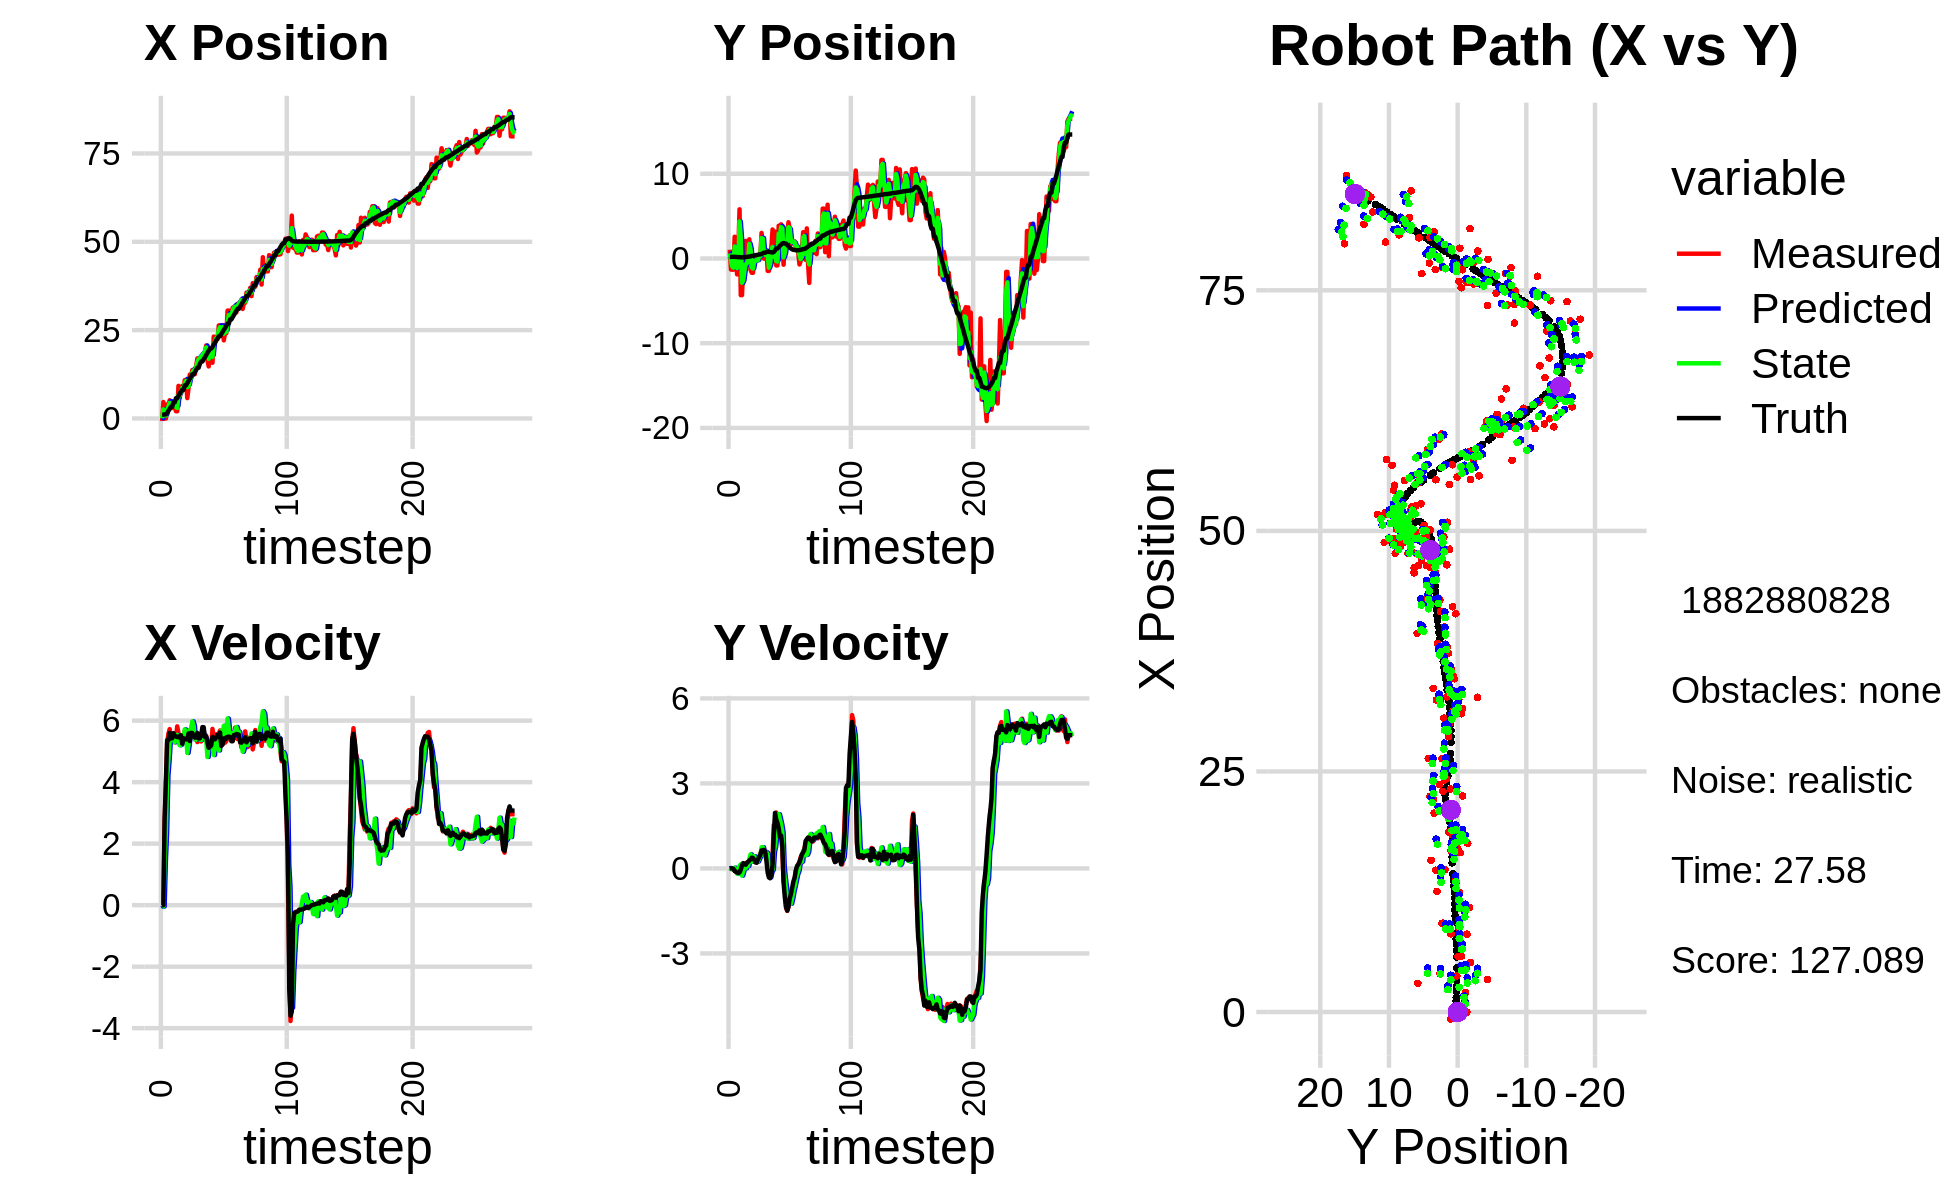 X Position
75
50
25
0
0
100
200
timestep
Y Position
10
0
-10
-20
0
100
200
timestep
X Velocity
6
4
2
0
-2
-4
0
100
200
timestep
Y Velocity
6
3
0
-3
0
100
200
timestep
Robot Path (X vs Y)
X Position
75
50
25
0
20 10 0 -10 -20
Y Position
variable
Measured
Predicted
State
Truth
1882880828
Obstacles: none
Noise: realistic
Time: 27.58
Score: 127.089